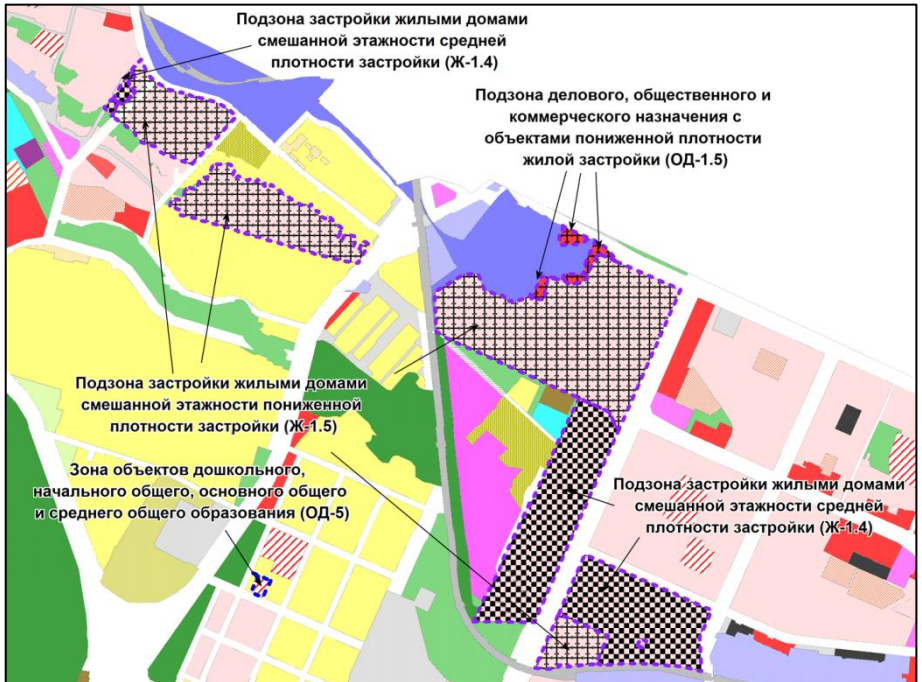 Подзона застройки жилыми домами
смешанной этажности средней
плотности застройки (Ж-1.4)
Подзона делового, общественного и
коммерческого назначения с
объектами пониженной плотности
жилой застройки (ОД-1.5)
Подзона застройки жилыми домами
смешанной этажности пониженной
плотности застройки (Ж-1.5)
Зона объектов дошкольного,
начального общего, основного общего
и среднего общего образования (ОД-5)
Подзона застройки жилыми домами
смешанной этажности средней
плотности застройки (Ж-1.4)